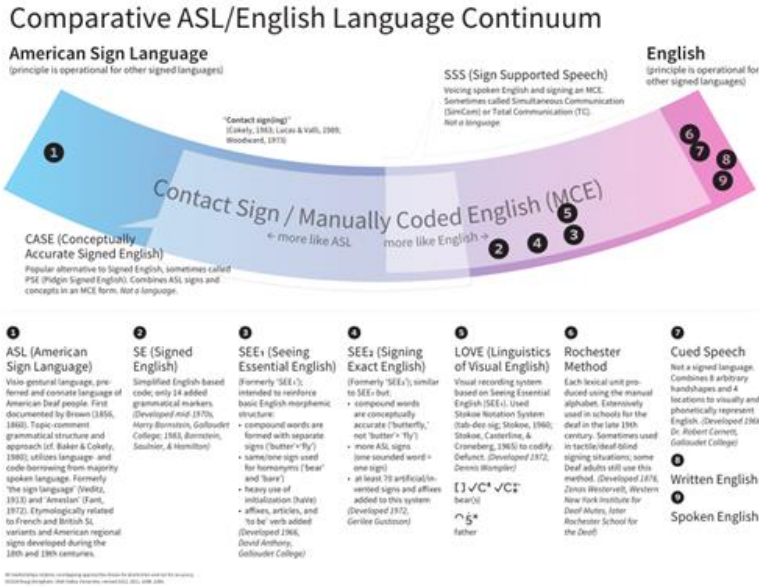 Comparative ASL/English Language Continuum
American Sign Language
(principle is operational for other signed languages)
English
(principle is operational for
other signed languages)
SSS (Sign Supported Speech)
Voicing spoken English and signing an MCE.
Sometimes called Simultaneous Communication
(SimCom) or Total Communication (TC).
Not a language.
"Contact sign(ing)"
(Cokely, 1983; Lucas & Valli, 1989;
Woodward, 1973)
1
6
7
8
9
Contact Sign / Manually Coded English (MCE)
← more like ASL
more like English →
5
3
4
2
CASE (Conceptually
Accurate Signed English)
Popular alternative to Signed English, sometimes called
PSE (Pidgin Signed English). Combines ASL signs and
concepts in an MCE form. Not a language.
1
ASL (American
Sign Language)
Visio-gestural language, pre-
ferred and connate language of
American Deaf people. First
documented by Brown (1856,
1860). Topic-comment
grammatical structure and
approach (cf. Baker & Cokely,
1980); utilizes language- and
code-borrowing from majority
spoken language. Formerly
'the sign language' (Veditz,
1913) and 'Ameslan' (Fant,
1972). Etymologically related
to French and British SL
variants and American regional
signs developed during the
18th and 19th centuries.
2
SE (Signed
English)
Simplified English-based
code; only 14 added
grammatical markers.
(Developed mid-1970s,
Harry Bornstein, Gallaudet
College; 1983, Bornstein,
Saulnier, & Hamilton)
3
SEE₁ (Seeing
Essential English)
(Formerly 'SEE₁');
intended to reinforce
basic English morphemic
structure:
• compound words are
formed with separate
signs ('butter'+'fly')
• same/one sign used
for homonyms ('bear'
and 'bare')
• heavy use of
initialization (haVe)
• affixes, articles, and
'to be' verb added
(Developed 1966,
David Anthony,
Gallaudet College)
4
SEE₂ (Signing
Exact English)
(Formerly 'SEE₂'); similar
to SEE₁ but:
• compound words
are conceptually
accurate ('butterfly,'
not 'butter'+ 'fly')
• more ASL signs
(one sounded word =
one sign)
• at least 70 artificial/in-
vented signs and affixes
added to this system
(Developed 1972,
Gerilee Gustason)
5
LOVE (Linguistics
of Visual English)
Visual recording system
based on Seeing Essential
English (SEE₁). Used
Stokoe Notation System
(tab-dez-sig; Stokoe, 1960;
Stokoe, Casterline, &
Croneberg, 1965) to codify.
Defunct. (Developed 1972,
Dennis Wampler)
bear(s)
father
6
Rochester
Method
Each lexical unit pro-
duced using the manual
alphabet. Extensively
used in schools for the
deaf in the late 19th
century. Sometimes used
in tactile/deaf-blind
signing situations; some
Deaf adults still use this
method. (Developed 1878,
Zenas Westervelt, Western
New York Institute for
Deaf Mutes, later
Rochester School for
the Deaf)
7
Cued Speech
Not a signed language.
Combines 8 arbitrary
handshapes and 4
locations to visually and
phonetically represent
English. (Developed 1966
Dr. Robert Cornett,
Gallaudet College)
8
Written English
9
Spoken English